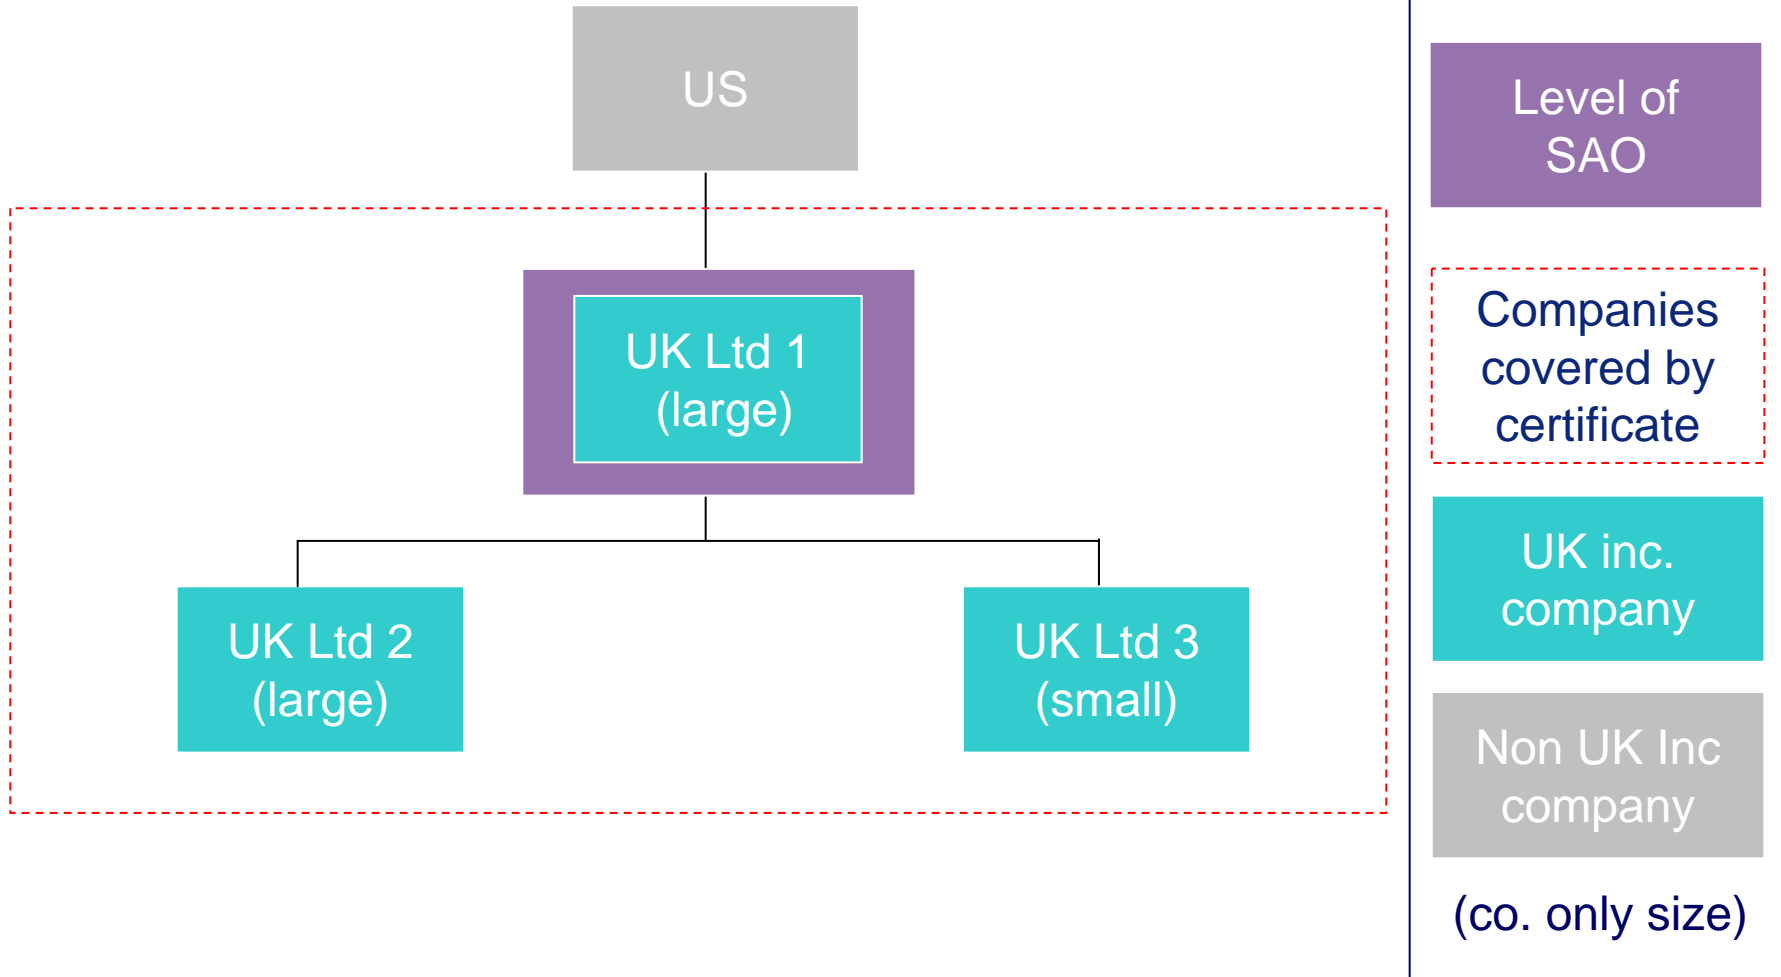 US
UK Ltd 1
(large)
UK Ltd 2
(large)
UK Ltd 3
(small)
Level of
SAO
Companies
covered by
certificate
UK inc.
company
Non UK Inc
company
(co. only size)